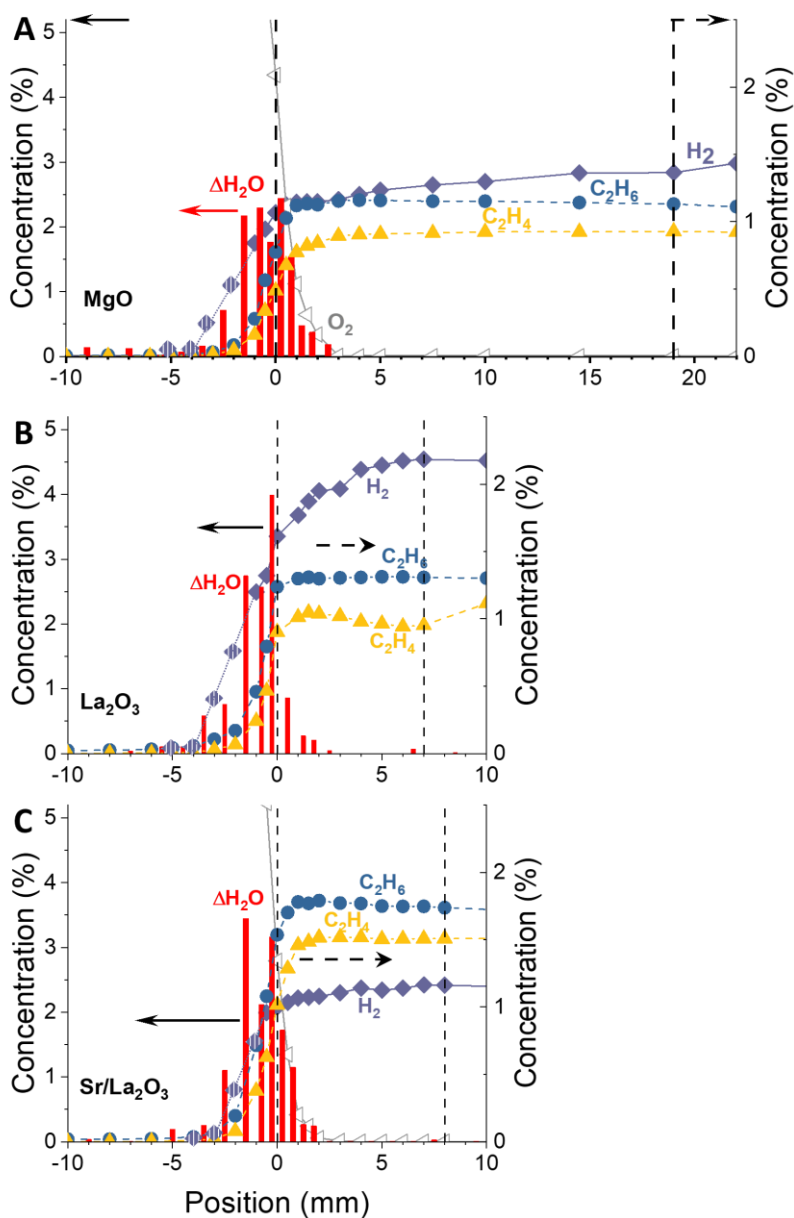 A
Concentration (%)
5
4
3
2
1
0
ΔH₂O
MgO
O₂
H₂
C₂H₆
C₂H₄
2
1
0
Concentration (%)
-10 -5 0 5 10 15 20
B
Concentration (%)
5
4
3
2
1
0
ΔH₂O
La₂O₃
H₂
C₂H₆
C₂H₄
2
1
0
Concentration (%)
-10 -5 0 5 10
C
Concentration (%)
5
4
3
2
1
0
ΔH₂O
Sr/La₂O₃
C₂H₆
C₂H₄
H₂
2
1
0
Concentration (%)
-10 -5 0 5 10
Position (mm)